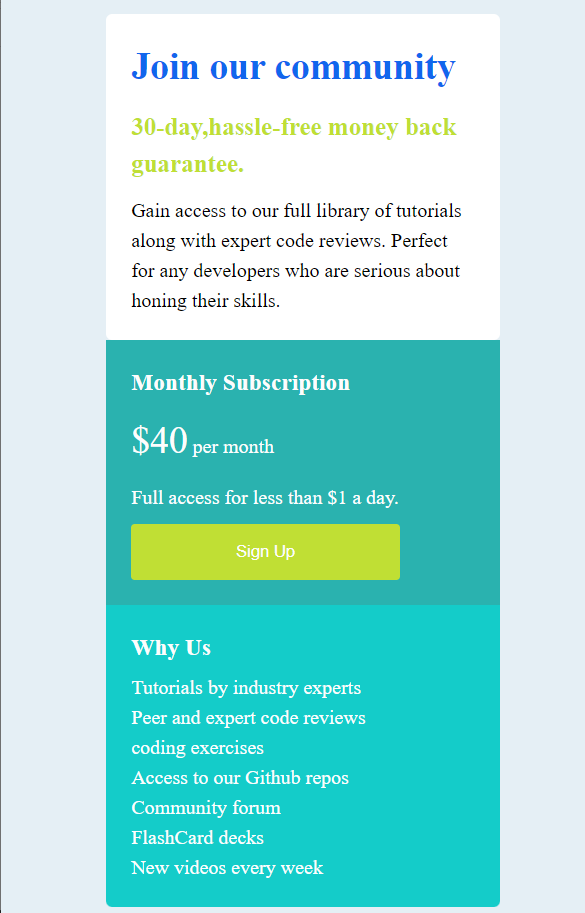 Join our community
30-day,hassle-free money back
guarantee.
Gain access to our full library of tutorials
along with expert code reviews. Perfect
for any developers who are serious about
honing their skills.
Monthly Subscription
$40 per month
Full access for less than $1 a day.
Sign Up
Why Us
Tutorials by industry experts
Peer and expert code reviews
coding exercises
Access to our Github repos
Community forum
FlashCard decks
New videos every week